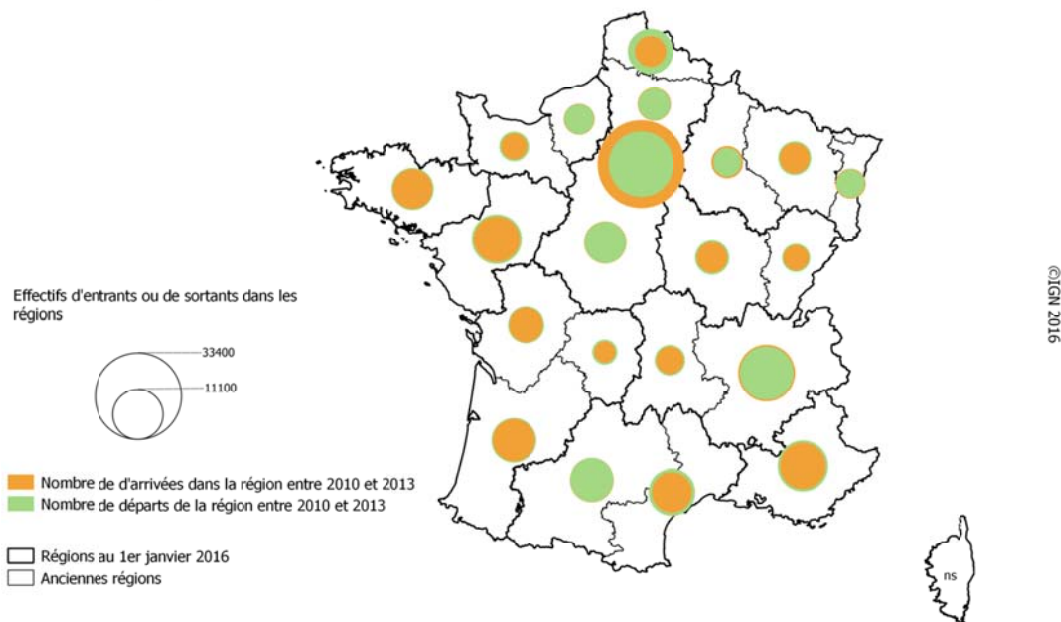 ©IGN 2016
Effectifs d'entrants ou de sortants dans les
régions
33400
11100
Nombre de d'arrivées dans la région entre 2010 et 2013
Nombre de départs de la région entre 2010 et 2013
Régions au 1er janvier 2016
Anciennes régions
ns